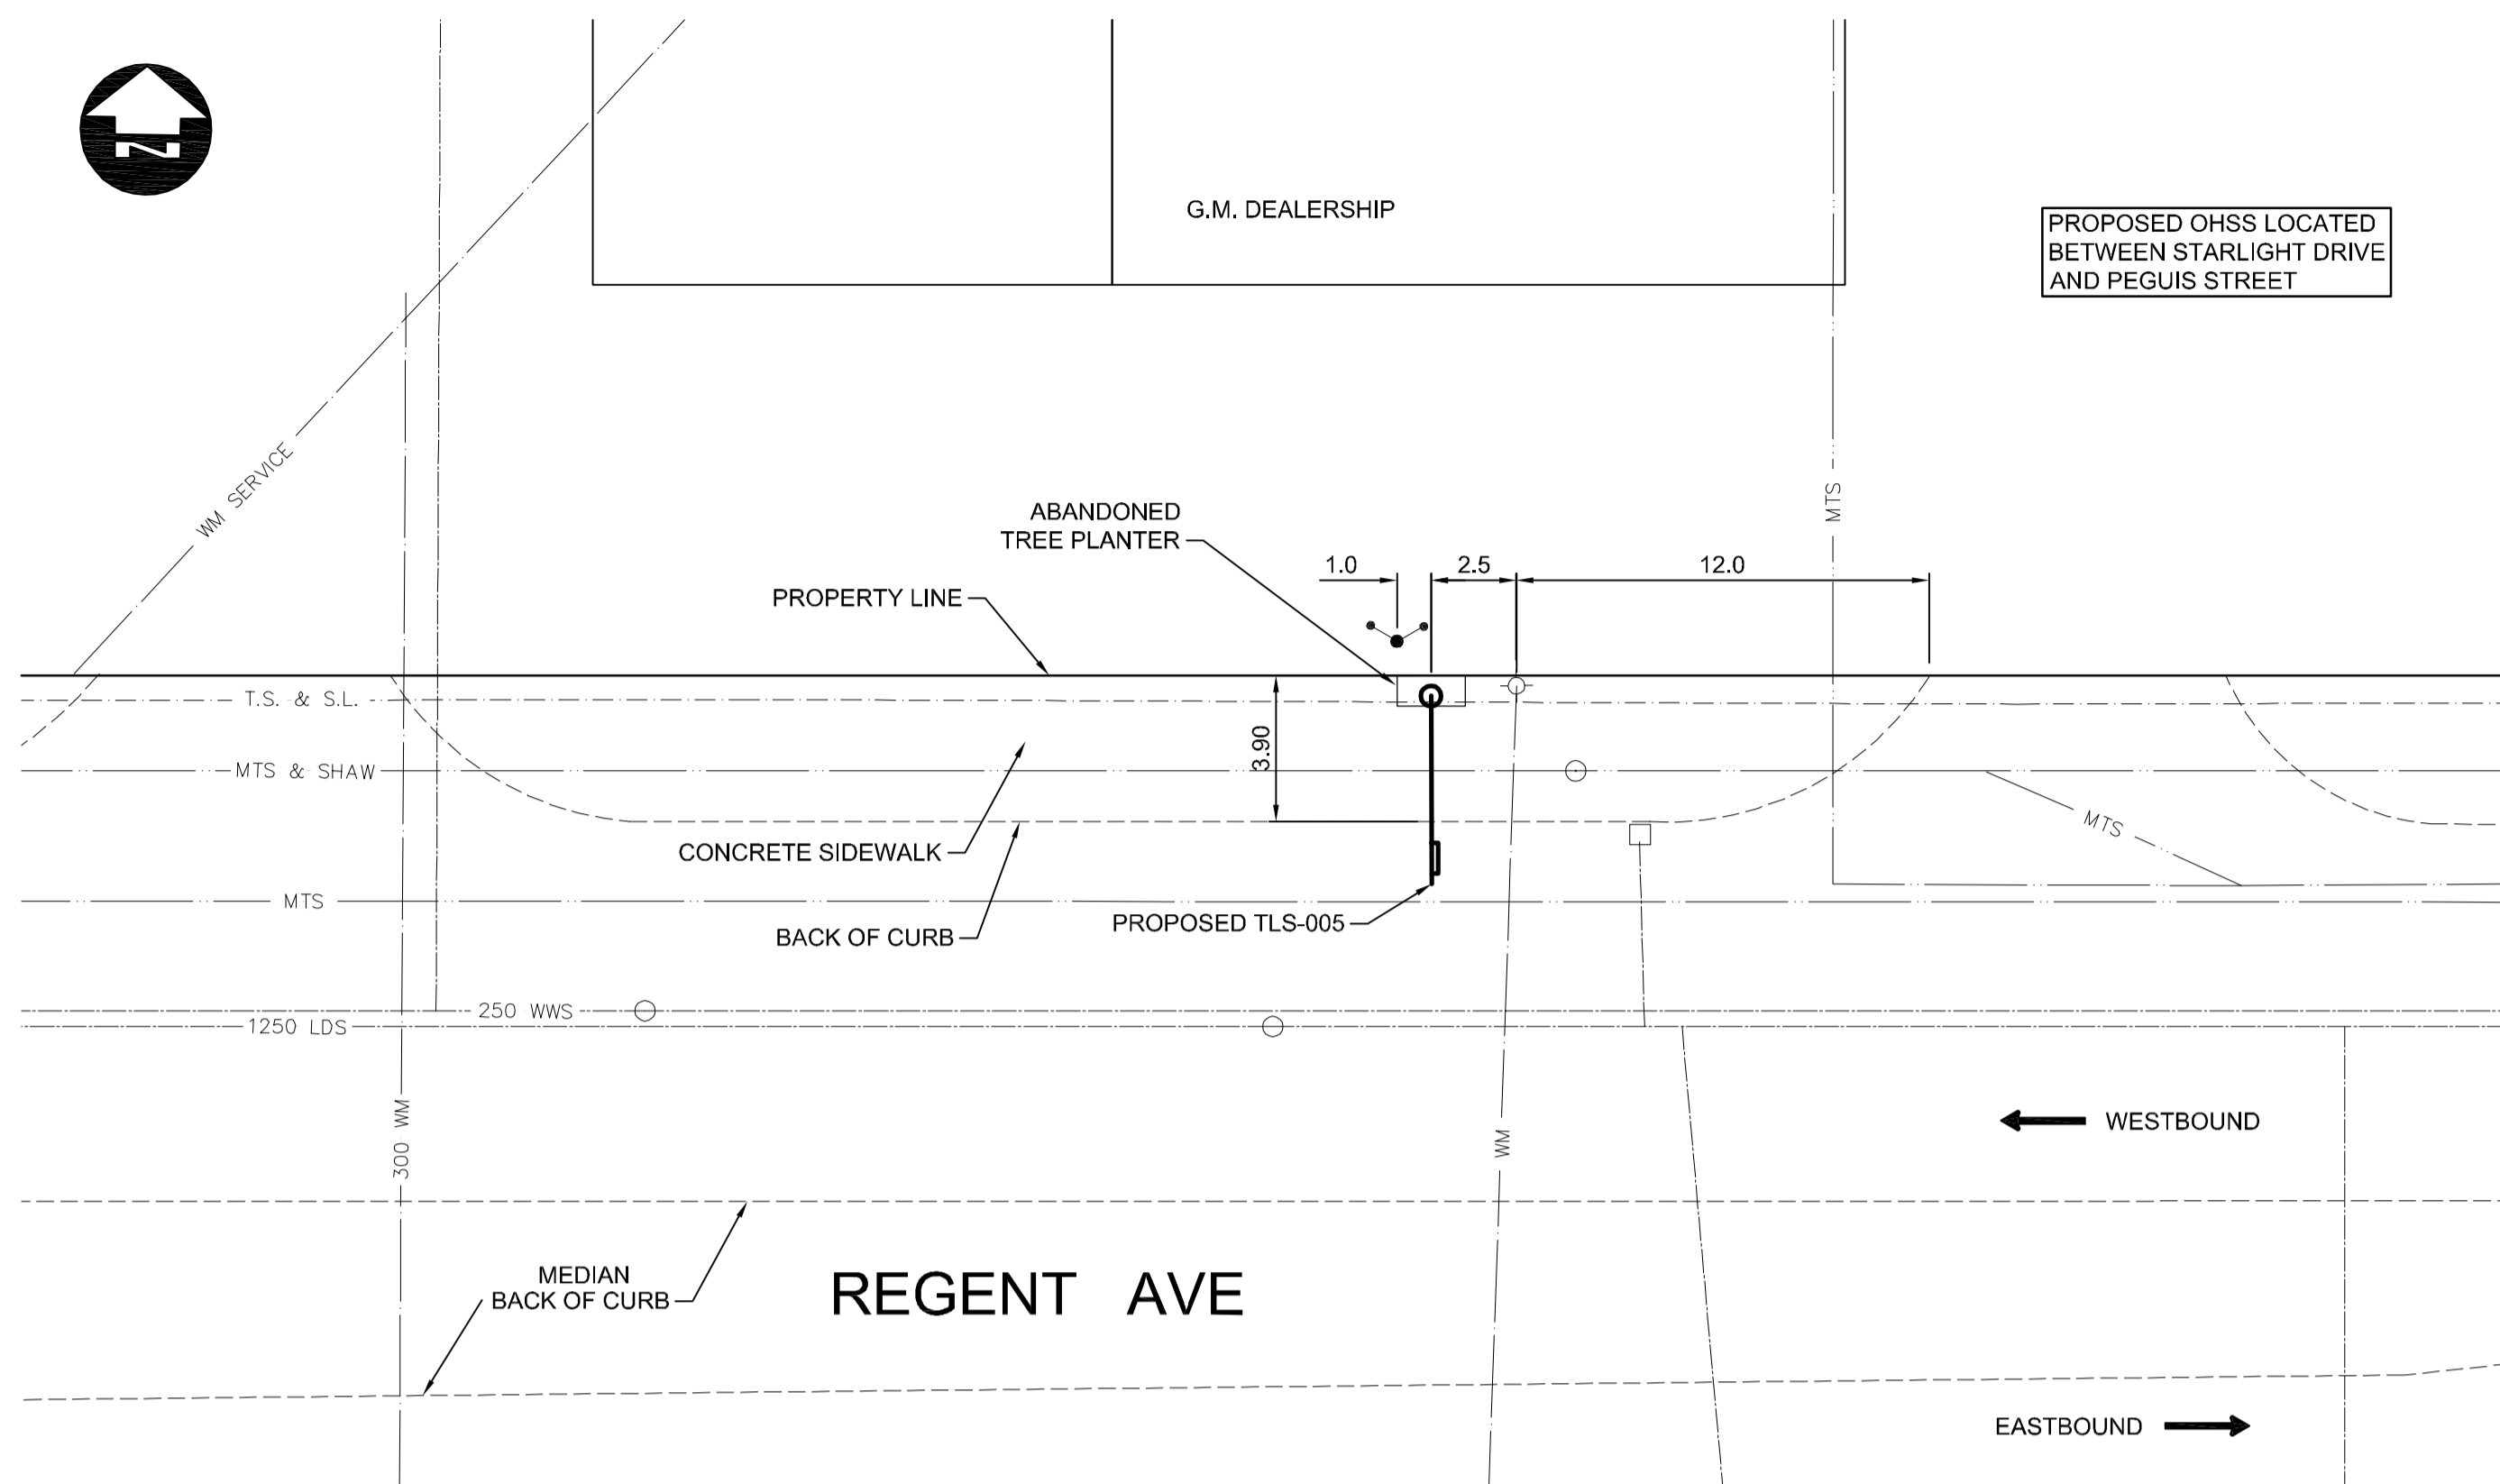 N
G.M. DEALERSHIP
PROPOSED OHSS LOCATED
BETWEEN STARLIGHT DRIVE
AND PEGUIS STREET
WM SERVICE
MTS
ABANDONED
TREE PLANTER
1.0
2.5
12.0
PROPERTY LINE
T.S. & S.L.
3.90
MTS & SHAW
MTS
CONCRETE SIDEWALK
MTS
BACK OF CURB
PROPOSED TLS-005
250 WWS
1250 LDS
300 WM
WM
WESTBOUND
MEDIAN
BACK OF CURB
REGENT AVE
EASTBOUND